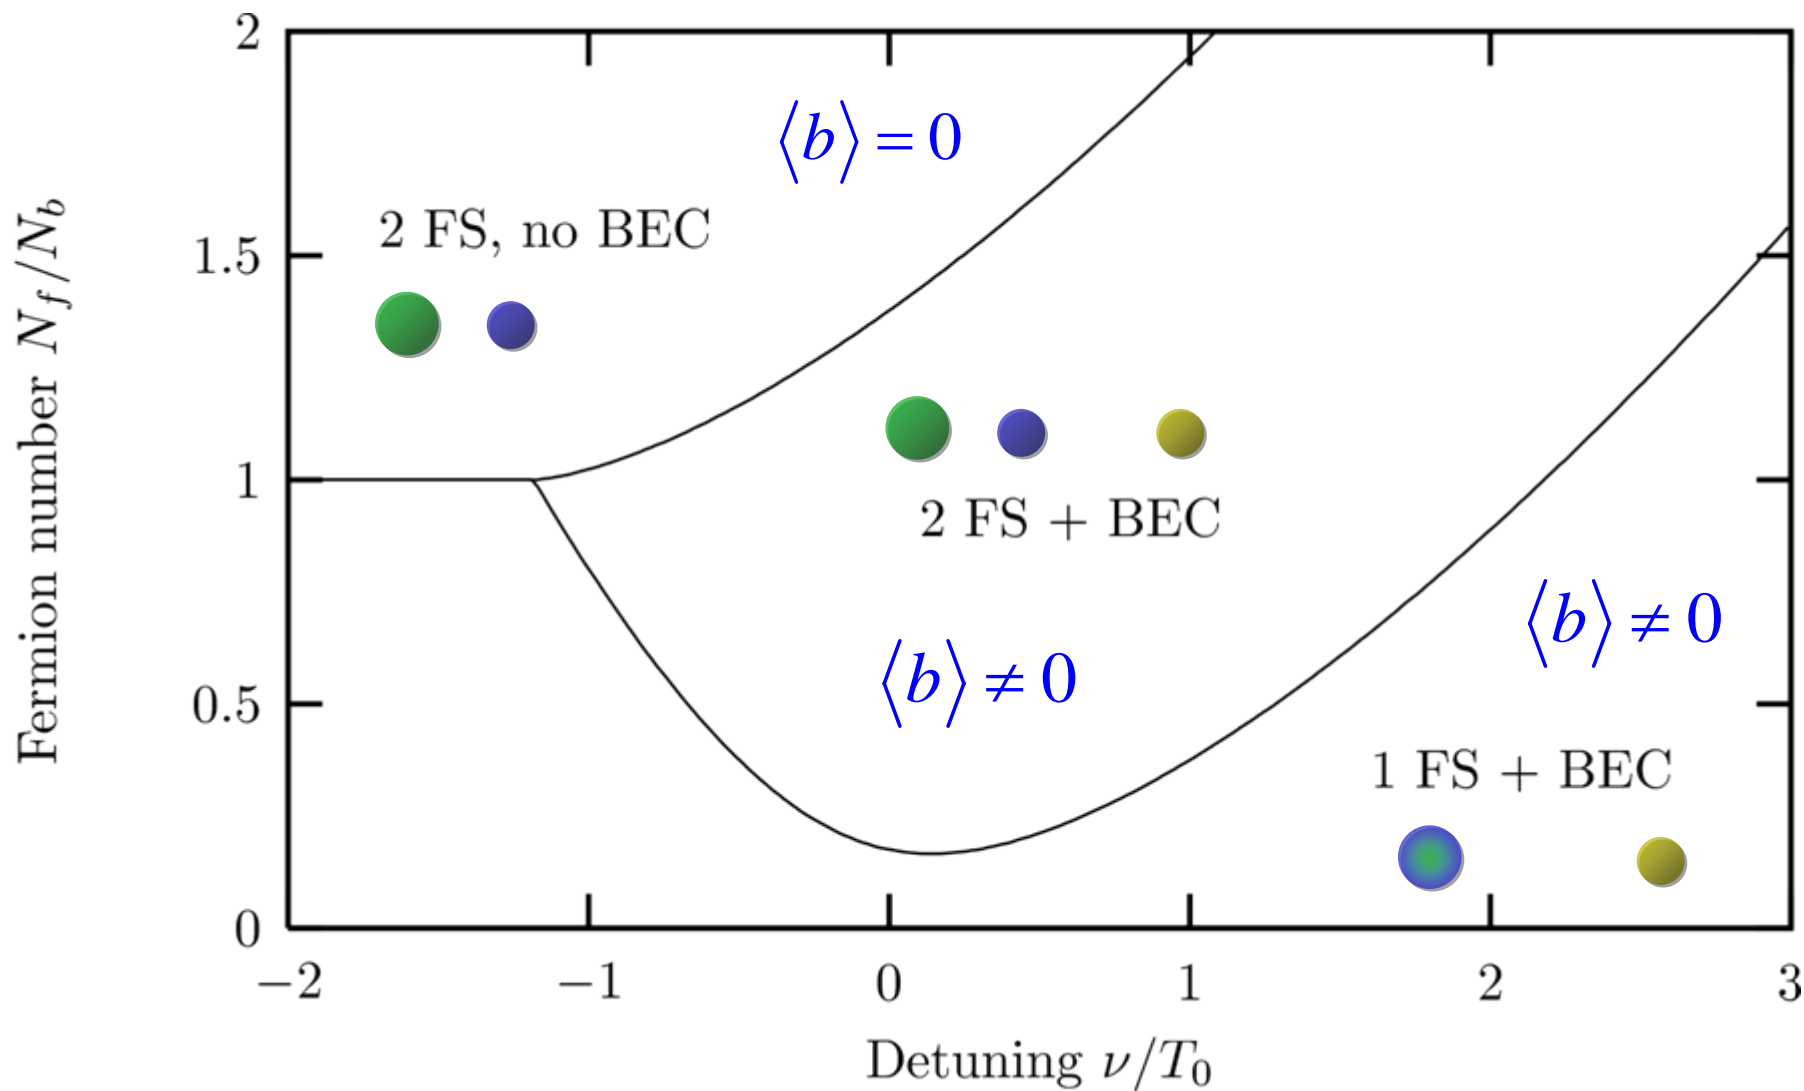 2
⟨b⟩ = 0
2 FS, no BEC
1.5
Fermion number N_f/N_b
1
2 FS + BEC
⟨b⟩ ≠ 0
⟨b⟩ ≠ 0
0.5
1 FS + BEC
0
−2 −1 0 1 2 3
Detuning ν/T_0